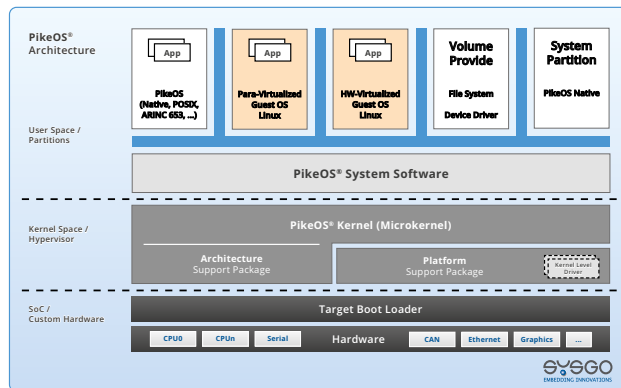 PikeOS®
Architecture
App
App
App
PikeOS
(Native, POSIX,
ARINC 653, ...)
Para-Virtualized
Guest OS
Linux
HW-Virtualized
Guest OS
Linux
Volume
Provide
File System
Device Driver
System
Partition
PikeOS Native
User Space /
Partitions
PikeOS® System Software
Kernel Space /
Hypervisor
PikeOS® Kernel (Microkernel)
Architecture
Support Package
Platform
Support Package
Kernel Level
Driver
SoC /
Custom Hardware
Target Boot Loader
CPU0
CPUn
Serial
Hardware
CAN
Ethernet
Graphics
...
SYSGO
EMBEDDING INNOVATIONS